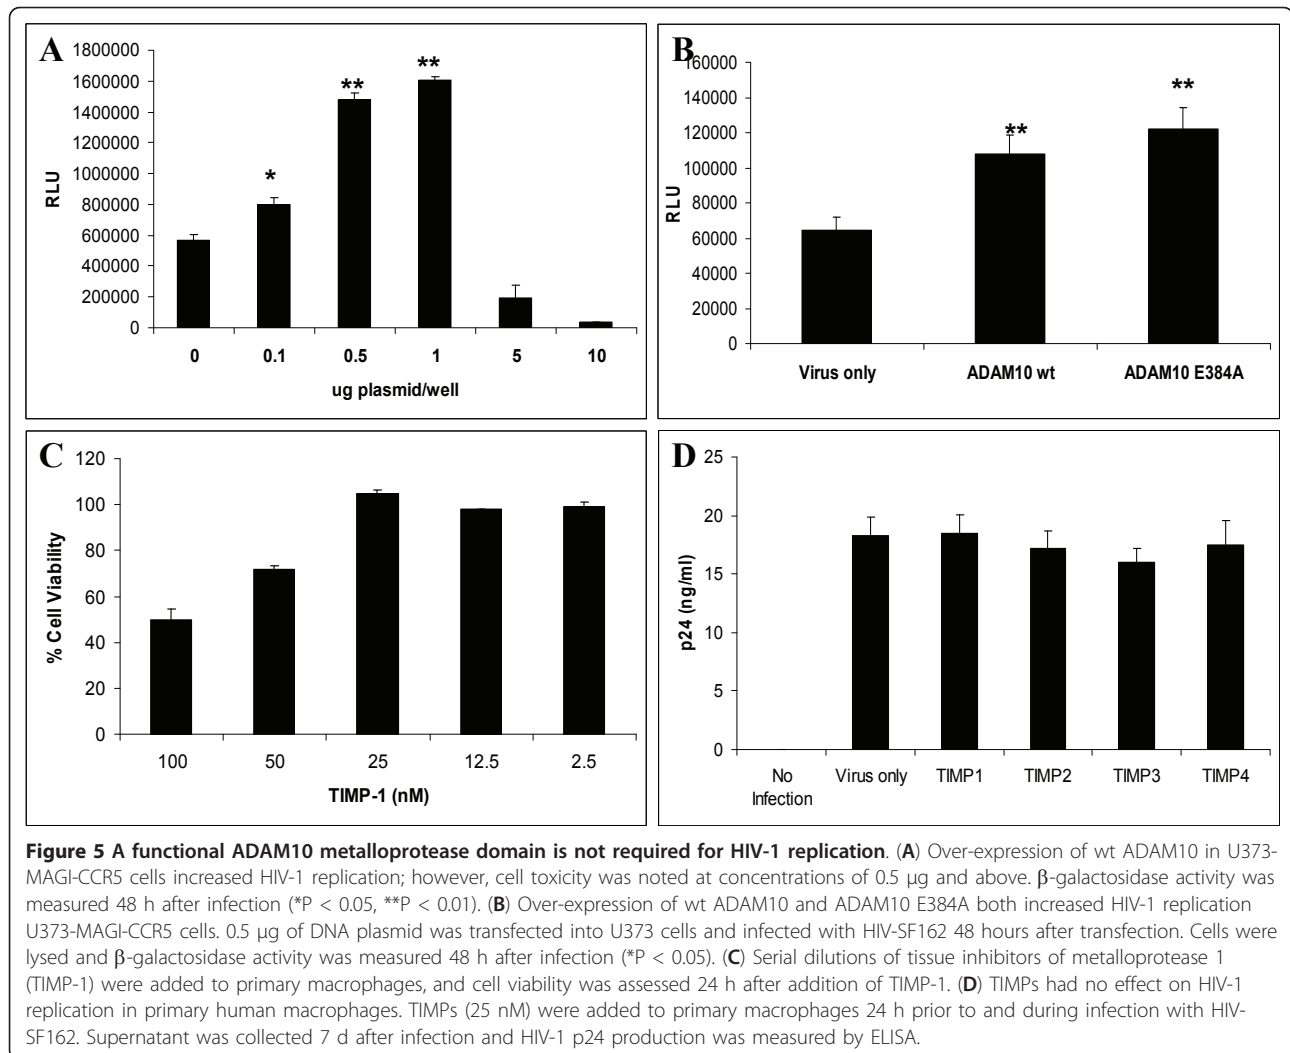 A
1800000
1600000
1400000
1200000
1000000
800000
600000
400000
200000
0
RLU
*
**
**
0 0.1 0.5 1 5 10
ug plasmid/well
B
160000
140000
120000
100000
80000
60000
40000
20000
0
RLU
**
**
Virus only ADAM10 wt ADAM10 E384A
C
120
100
80
60
40
20
0
% Cell Viability
100 50 25 12.5 2.5
TIMP-1 (nM)
D
25
20
15
10
5
0
p24 (ng/ml)
No Virus only TIMP1 TIMP2 TIMP3 TIMP4
Infection
Figure 5 A functional ADAM10 metalloprotease domain is not required for HIV-1 replication. (A) Over-expression of wt ADAM10 in U373-
MAGI-CCR5 cells increased HIV-1 replication; however, cell toxicity was noted at concentrations of 0.5 μg and above. β-galactosidase activity was
measured 48 h after infection (*P < 0.05, **P < 0.01). (B) Over-expression of wt ADAM10 and ADAM10 E384A both increased HIV-1 replication
U373-MAGI-CCR5 cells. 0.5 μg of DNA plasmid was transfected into U373 cells and infected with HIV-SF162 48 hours after transfection. Cells were
lysed and β-galactosidase activity was measured 48 h after infection (*P < 0.05). (C) Serial dilutions of tissue inhibitors of metalloprotease 1
(TIMP-1) were added to primary macrophages, and cell viability was assessed 24 h after addition of TIMP-1. (D) TIMPs had no effect on HIV-1
replication in primary human macrophages. TIMPs (25 nM) were added to primary macrophages 24 h prior to and during infection with HIV-
SF162. Supernatant was collected 7 d after infection and HIV-1 p24 production was measured by ELISA.